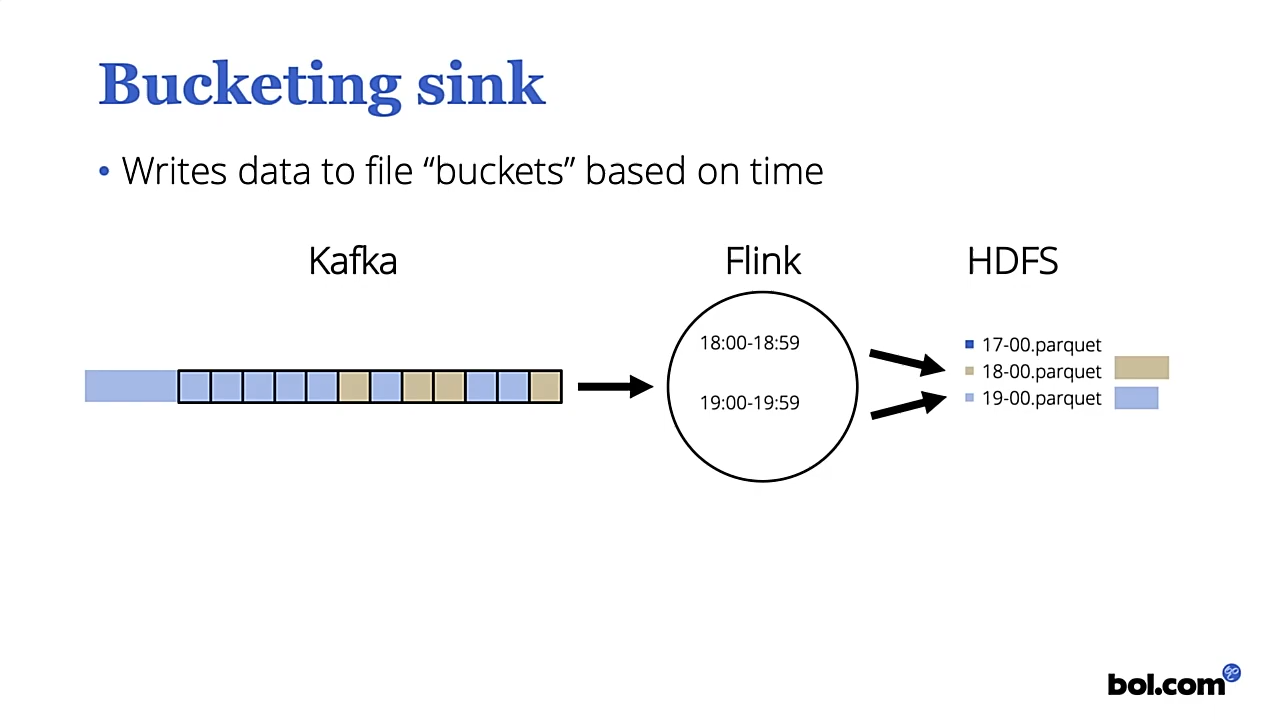 Bucketing sink
• Writes data to file “buckets” based on time
Kafka
Flink
HDFS
18:00-18:59
19:00-19:59
17-00.parquet
18-00.parquet
19-00.parquet
bol.com